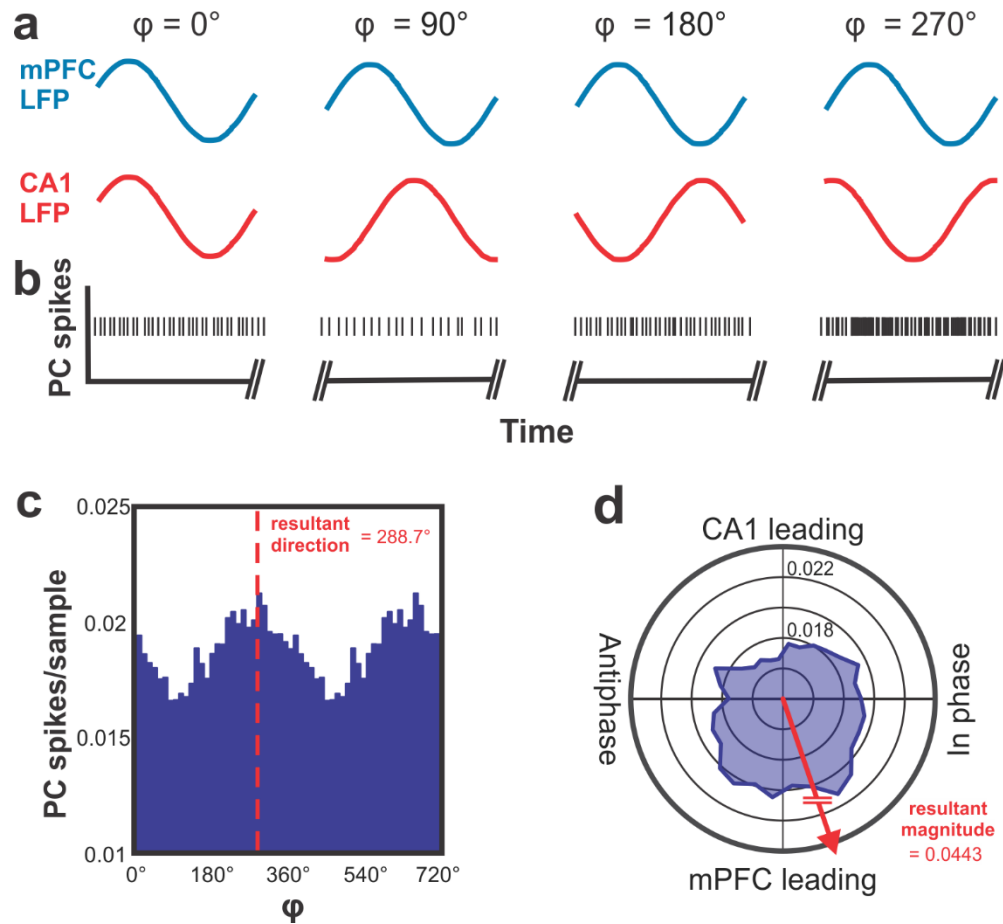 a
φ = 0°
φ = 90°
φ = 180°
φ = 270°
mPFC
LFP
CA1
LFP
b
PC spikes
Time
c
0.025
0.02
0.015
0.01
PC spikes/sample
resultant
direction = 288.7°
0°
180°
360°
540°
720°
φ
d
CA1 leading
0.022
0.018
Antiphase
In phase
resultant
magnitude
= 0.0443
mPFC leading